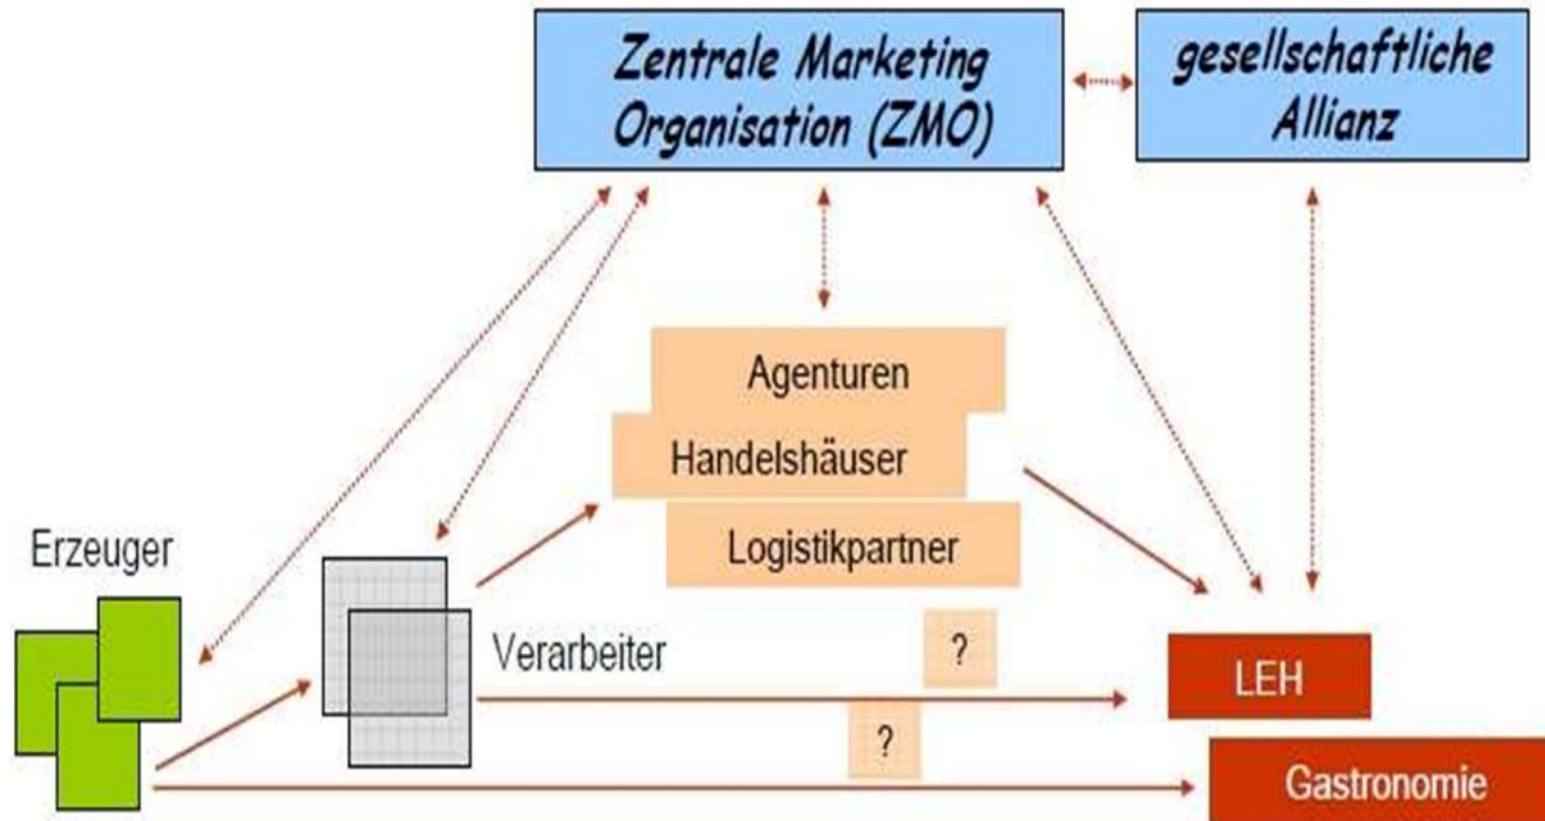 Zentrale Marketing
Organisation (ZMO)
gesellschaftliche
Allianz
Agenturen
Handelshäuser
Logistikpartner
Erzeuger
Verarbeiter
?
?
LEH
Gastronomie